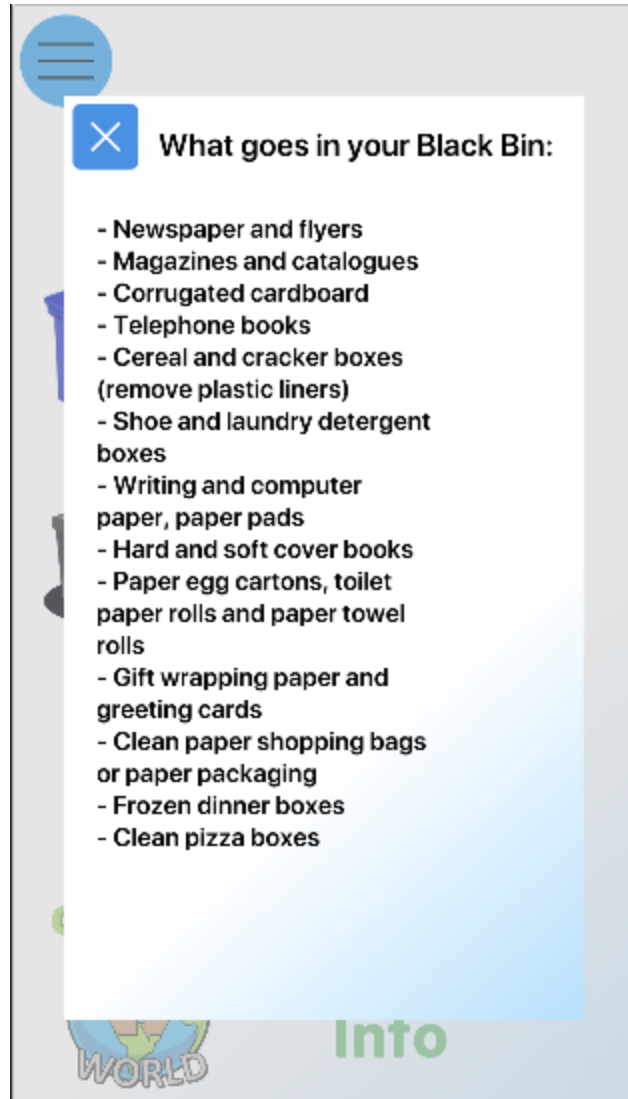 What goes in your Black Bin:
- Newspaper and flyers
- Magazines and catalogues
- Corrugated cardboard
- Telephone books
- Cereal and cracker boxes
(remove plastic liners)
- Shoe and laundry detergent
boxes
- Writing and computer
paper, paper pads
- Hard and soft cover books
- Paper egg cartons, toilet
paper rolls and paper towel
rolls
- Gift wrapping paper and
greeting cards
- Clean paper shopping bags
or paper packaging
- Frozen dinner boxes
- Clean pizza boxes
Info
WORLD